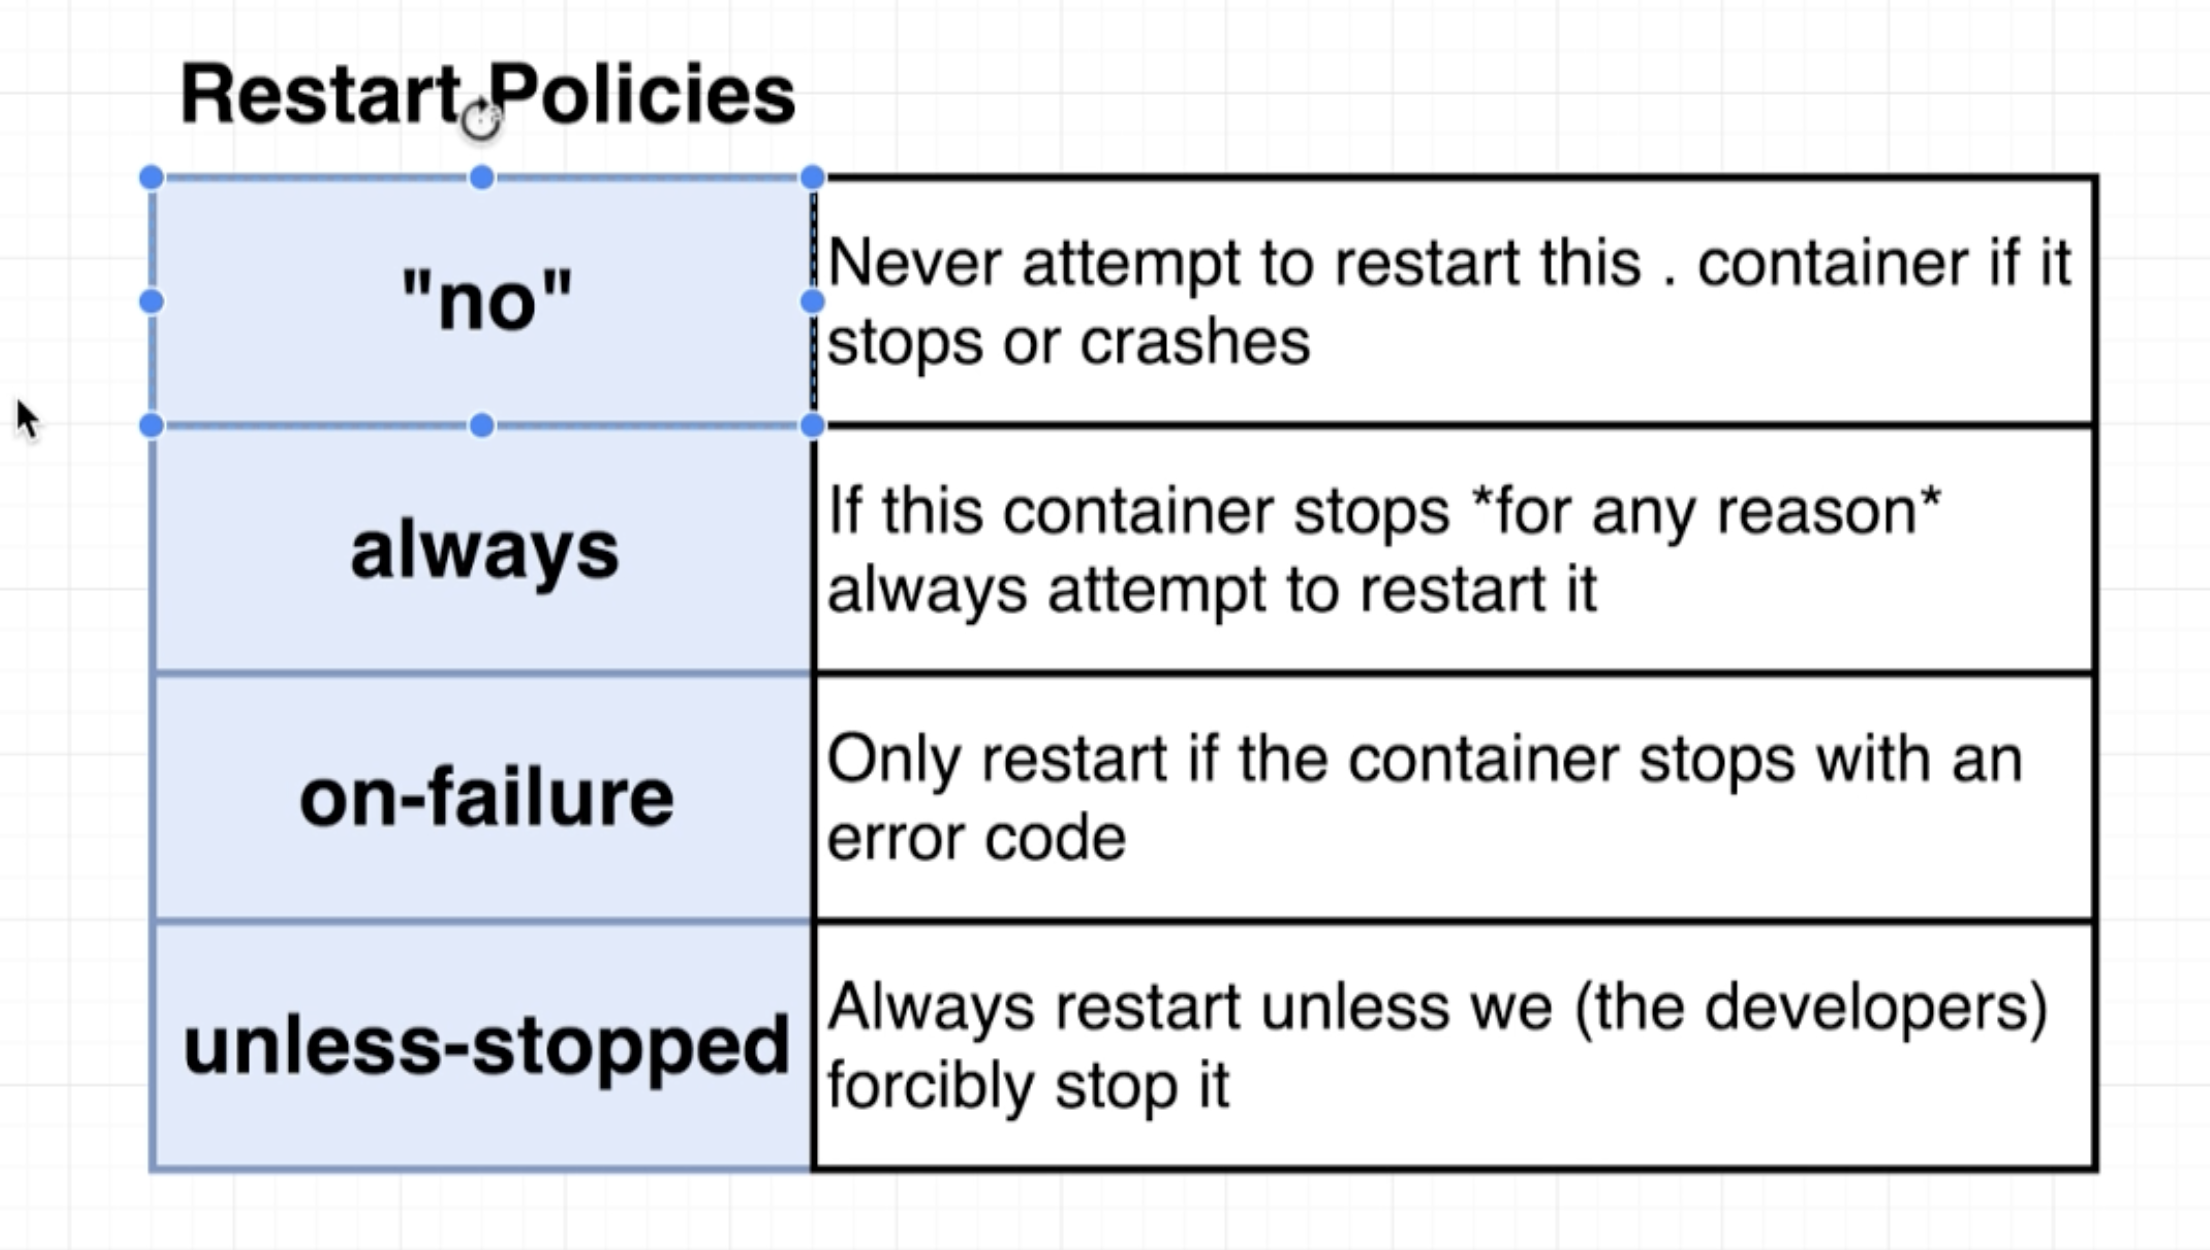 Restart Policies
"no"
Never attempt to restart this . container if it
stops or crashes
always
If this container stops *for any reason*
always attempt to restart it
on-failure
Only restart if the container stops with an
error code
unless-stopped
Always restart unless we (the developers)
forcibly stop it